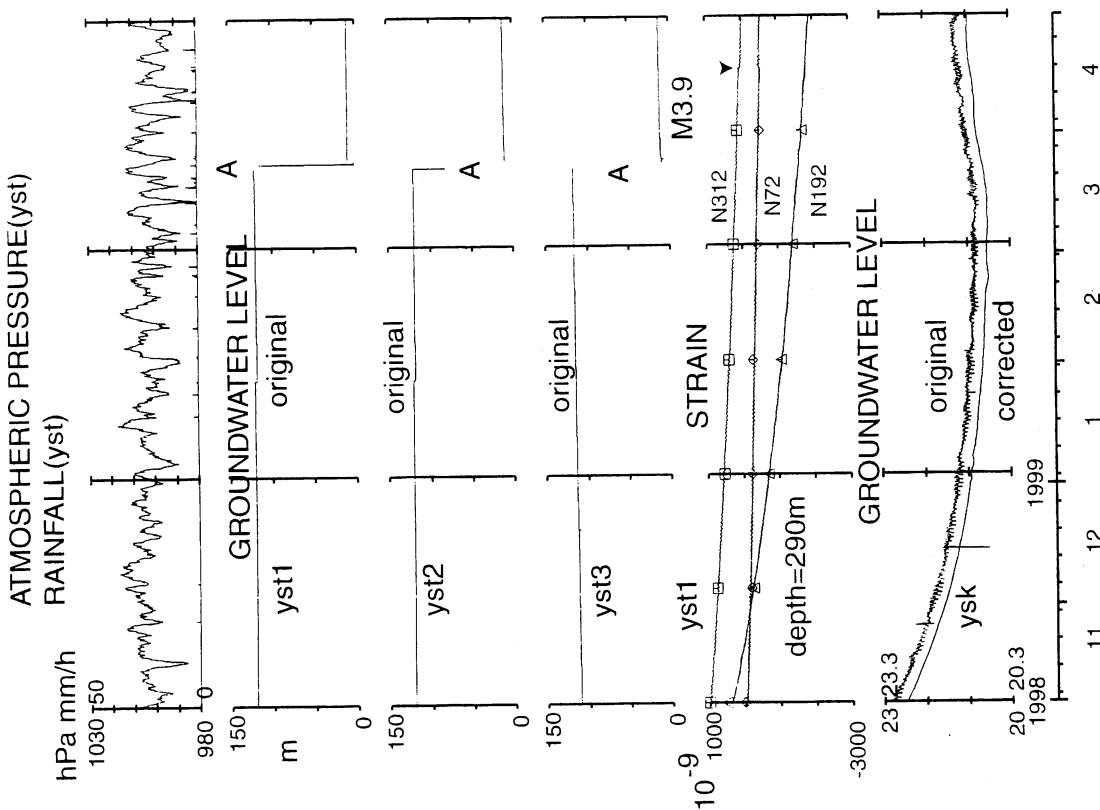 ATMOSPHERIC PRESSURE(yst)
RAINFALL(yst)
hPa mm/h
1030 50
980 0
GROUNDWATER LEVEL
150
m
0
yst1
original
A
150
0
yst2
original
A
150
0
yst3
original
A
STRAIN
10-9
1000
-3000
yst1
depth=290m
N312
N72
N192
M3.9
GROUNDWATER LEVEL
23 23.3
20 20.3
ysk
original
corrected
1998
11
12
1999
1
2
3
4